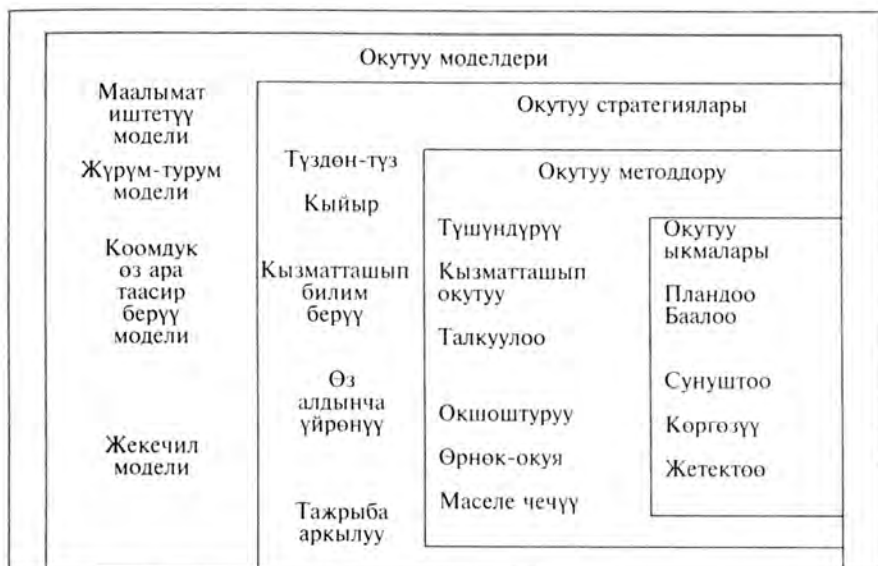 Окутуу моделдери
Маалымат
иштетүү
модели
Жүрүм-турум
модели
Коомдук
өз ара
таасир
берүү
модели
Жекечил
модели
Окутуу стратегиялары
Түздөн-түз
Кыйыр
Кызматташып
билим
берүү
Өз
алдынча
үйрөнүү
Тажрыба
аркылуу
Окутуу методдору
Түшүндүрүү
Кызматташып
окутуу
Талкуулоо
Окшоштуруу
Өрнөк-окуя
Маселе чечүү
Окутуу
ыкмалары
Пландоо
Баалоо
Сунуштоо
Көргөзүү
Жетектөө